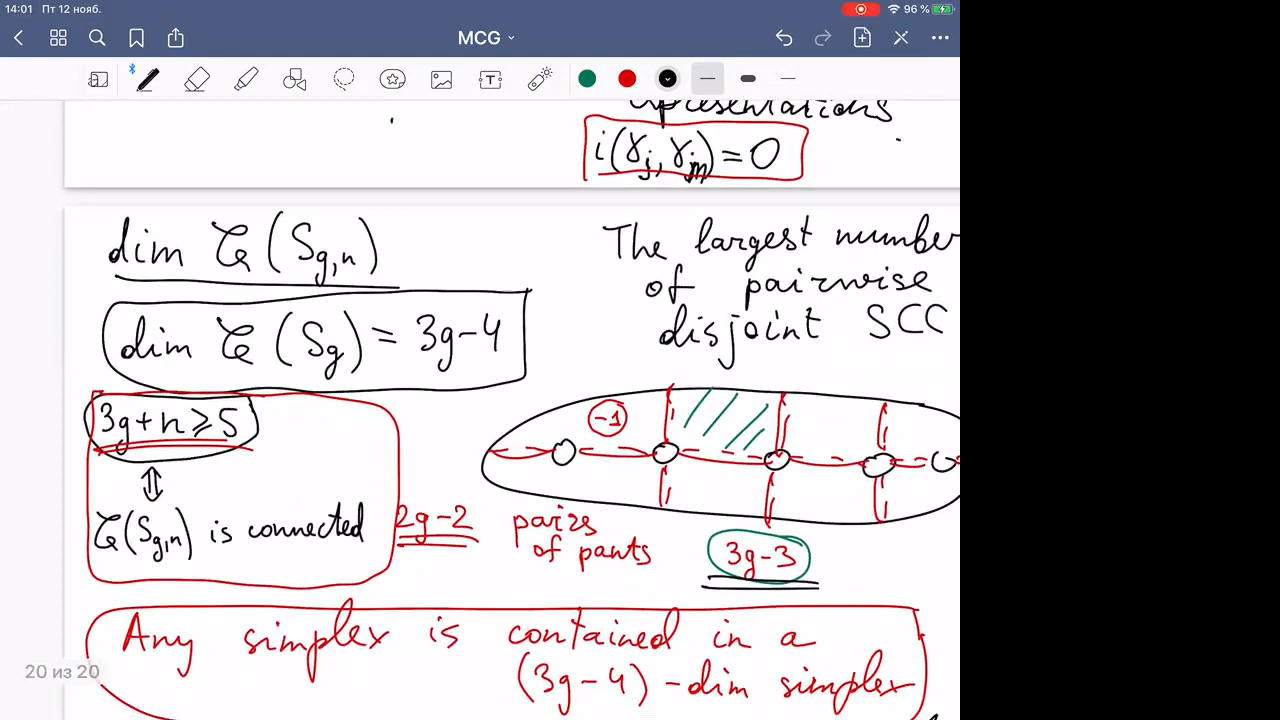 14:01 Пт 12 нояб.
96 %
MCG
i(γj, γm) = 0
dim 𝒞(Sg,n)
The largest number
of pairwise
disjoint SCC
dim 𝒞(Sg) = 3g-4
3g+n ⩾ 5
⇕
𝒞(Sg,n) is connected
-1
2g-2 pairs
of pants
3g-3
Any simplex is contained in a
(3g-4)-dim simplex
20 из 20